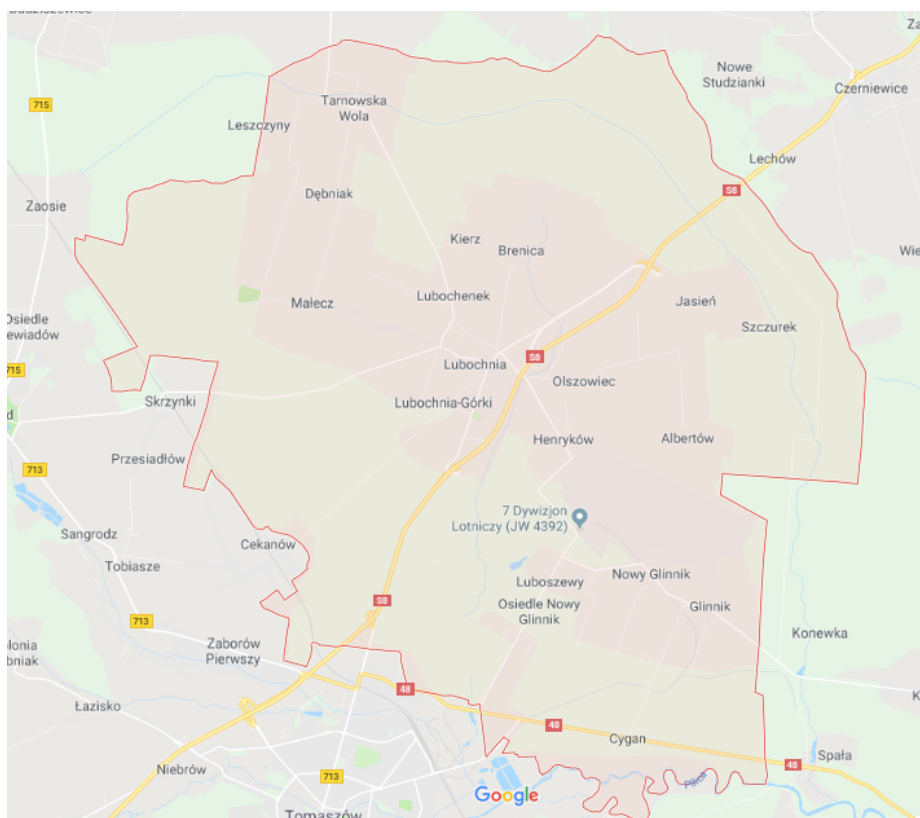 Nowe
Studzianki
Czerniewice
715
Tarnowska
Wola
Leszczyny
Lechów
S8
Dębniak
Zaosie
Kierz
Brenica
Małecz
Lubochenek
Jasień
Osiedle
Szczurek
S8
715
Lubochnia
Olszowiec
Skrzynki
Lubochnia-Górki
Henryków
Albertów
Przesiadłów
713
7 Dywizjon
Lotniczy (JW 4392)
Sangrodz
Cekanów
Tobiasze
Nowy Glinnik
Luboszewy
S8
Osiedle Nowy
Glinnik
Glinnik
713
Konewka
Zaborów
Pierwszy
48
Łazisko
48
Cygan
Spała
48
Niebrów
713
Pilica
Google
Tomaszów